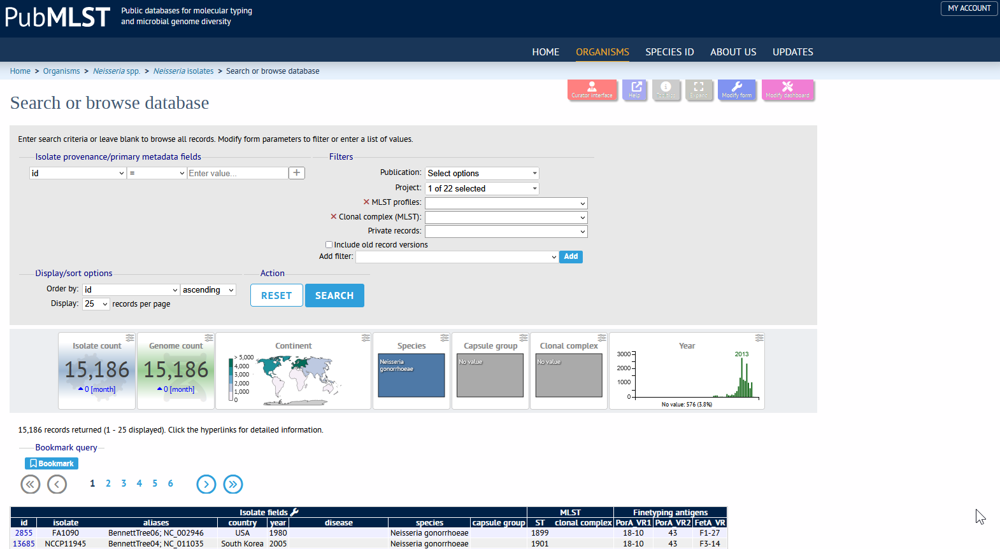 PubMLST Public databases for molecular typing
and microbial genome diversity
MY ACCOUNT
HOME ORGANISMS SPECIES ID ABOUT US UPDATES
Home > Organisms > Neisseria spp. > Neisseria isolates > Search or browse database
Curator interface Help Tooltips Expand Modify form Modify dashboard
Search or browse database
Enter search criteria or leave blank to browse all records. Modify form parameters to filter or enter a list of values.
Isolate provenance/primary metadata fields
id = Enter value... +
Filters
Publication: Select options
Project: 1 of 22 selected
MLST profiles:
Clonal complex (MLST):
Private records:
Include old record versions
Add filter: Add
Display/sort options
Order by: id ascending
Display: 25 records per page
Action
RESET SEARCH
Isolate count
15,186
0 [month]
Genome count
15,186
0 [month]
Continent
> 5,000
4,000
3,000
2,000
1,000
0
Species
Neisseria
gonorrhoeae
Capsule group
No value
Clonal complex
No value
Year
2013
3000
2000
1000
0
No value: 576 (3.8%)
15,186 records returned (1 - 25 displayed). Click the hyperlinks for detailed information.
Bookmark query
Bookmark
1 2 3 4 5 6
Isolate fields MLST Finetyping antigens
id isolate aliases country year disease species capsule group ST clonal complex PorA_VR1 PorA_VR2 FetA_VR
2855 FA1090 BennettTree06; NC_002946 USA 1980 Neisseria gonorrhoeae 1899 18-10 43 F1-27
13685 NCCP11945 BennettTree04; NC_011035 South Korea 2005 Neisseria gonorrhoeae 1901 18-10 43 F3-14